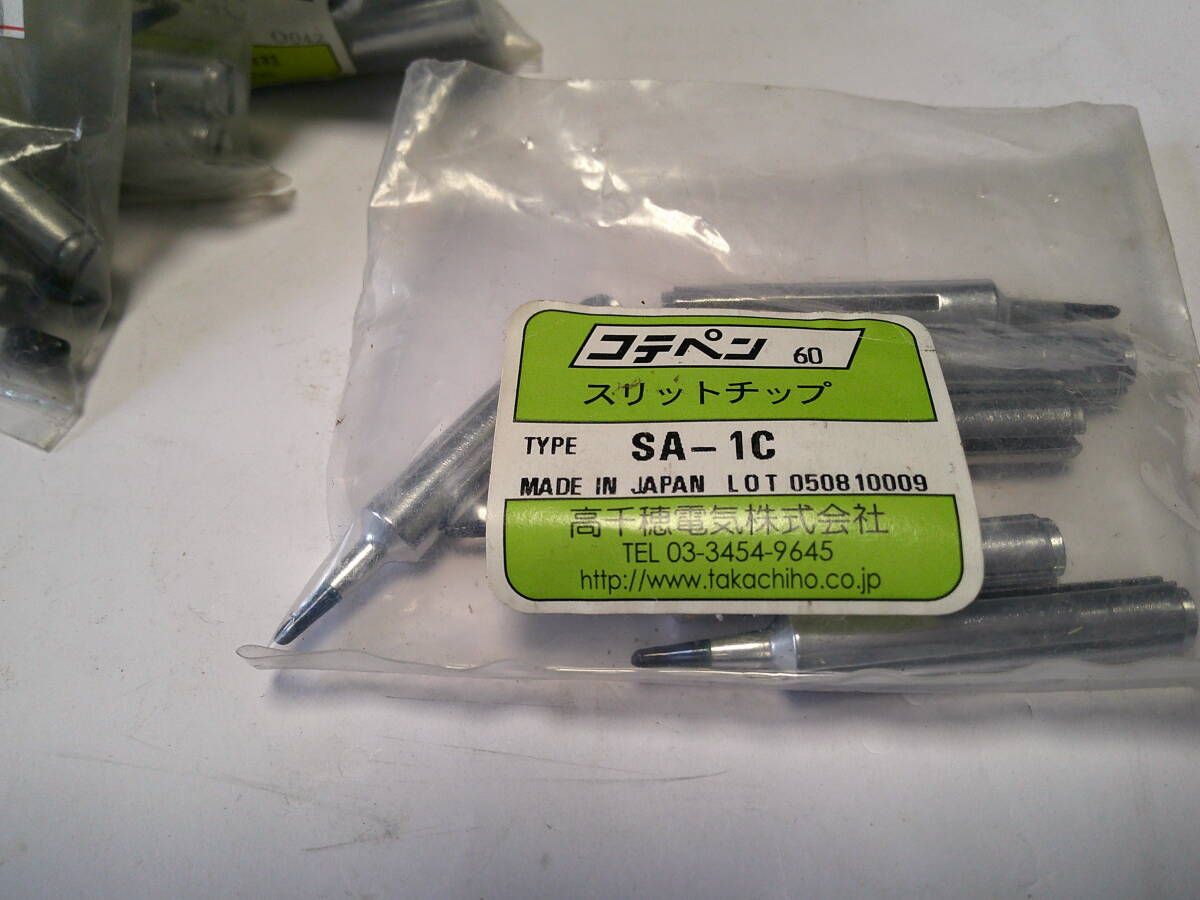 コテペン 60
スリットチップ
TYPE SA-1C
MADE IN JAPAN LOT 050810009
高千穂電気株式会社
TEL 03-3454-9645
http://www.takachiho.co.jp